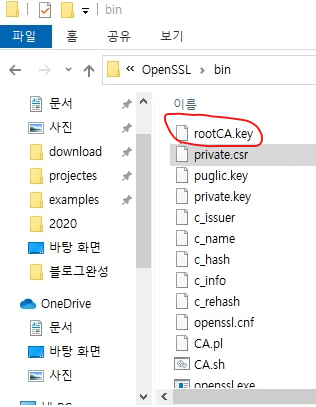 파일 홈 공유 보기
OpenSSL > bin
이름
문서
사진
download
projectes
examples
2020
바탕 화면
블로그완성
OneDrive
문서
바탕 화면
사진
rootCA.key
private.csr
puglic.key
private.key
c_issuer
c_name
c_hash
c_info
c_rehash
openssl.cnf
CA.pl
CA.sh
openssl.exe